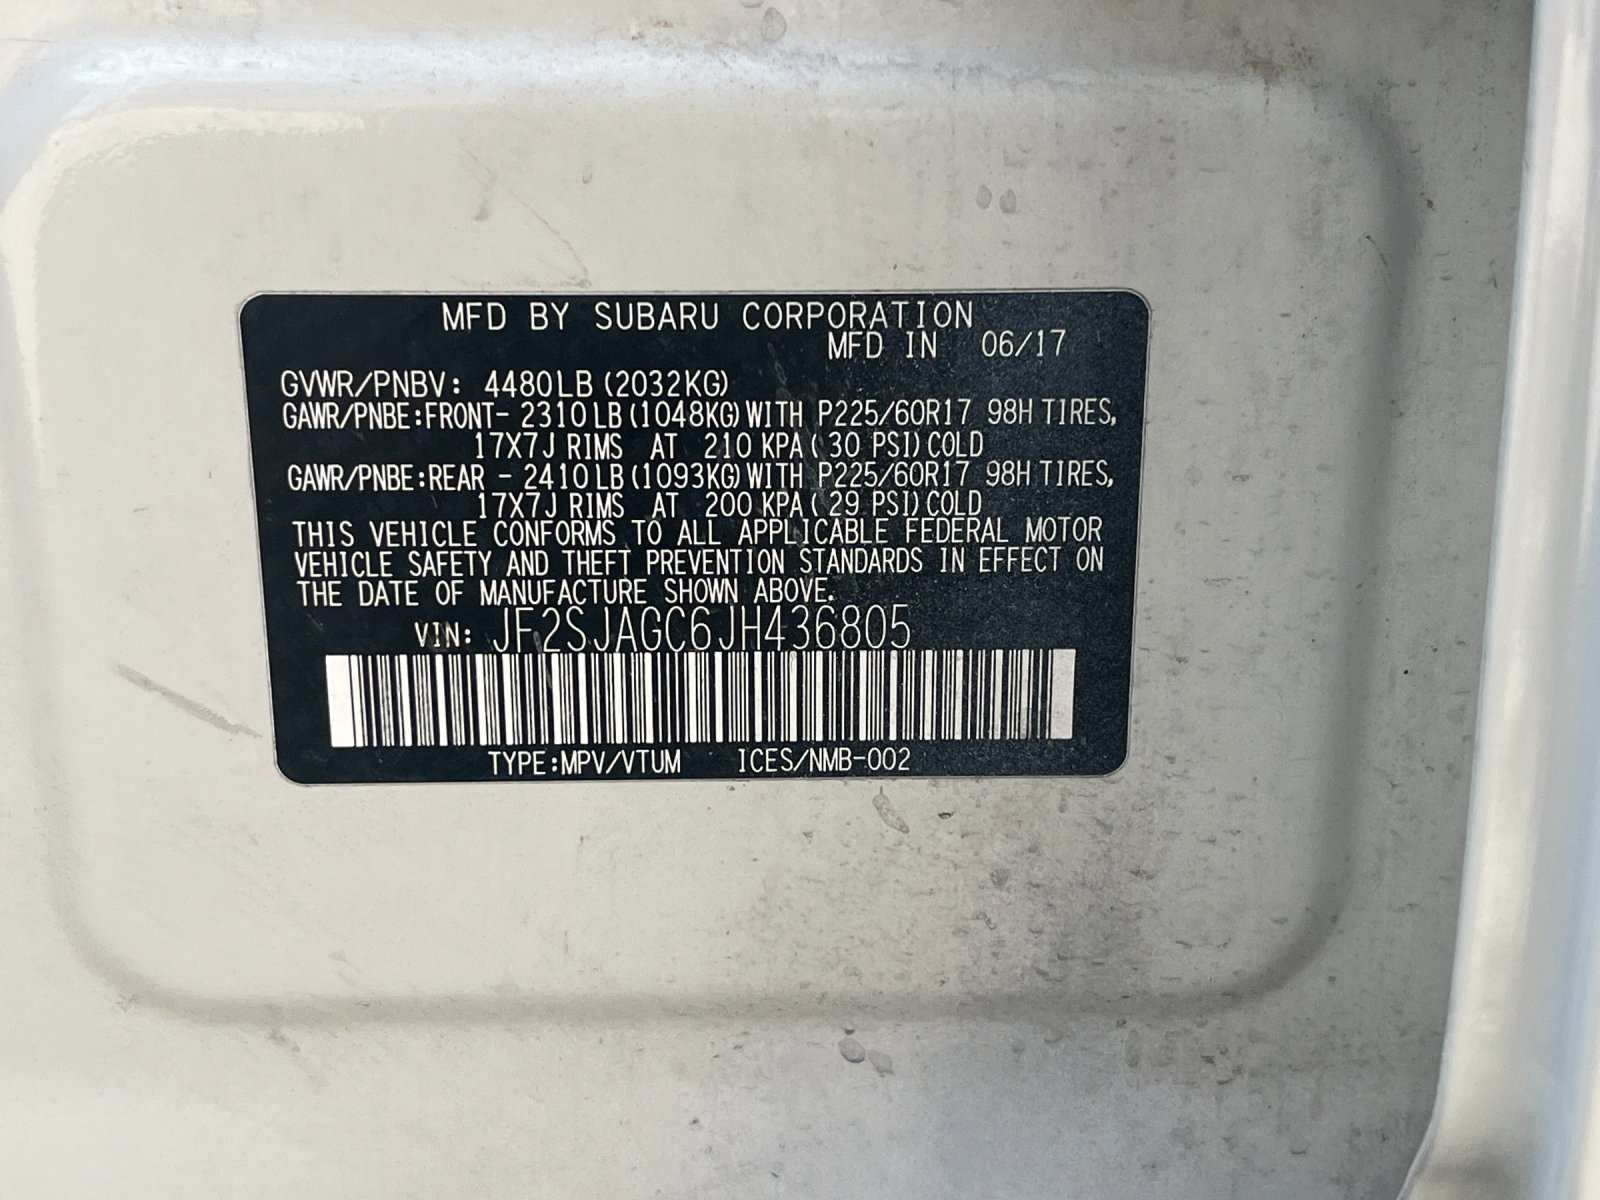 MFD BY SUBARU CORPORATION
MFD IN 06/17
GVWR/PNBV: 4480LB (2032KG)
GAWR/PNBE:FRONT- 2310LB (1048KG) WITH P225/60R17 98H TIRES,
17X7J RIMS AT 210 KPA ( 30 PSI) COLD
GAWR/PNBE:REAR - 2410LB (1093KG) WITH P225/60R17 98H TIRES,
17X7J RIMS AT 200 KPA ( 29 PSI) COLD
THIS VEHICLE CONFORMS TO ALL APPLICABLE FEDERAL MOTOR
VEHICLE SAFETY AND THEFT PREVENTION STANDARDS IN EFFECT ON
THE DATE OF MANUFACTURE SHOWN ABOVE.
VIN: JF2SJAGC6JH436805
TYPE:MPV/VTUM ICES/NMB-002